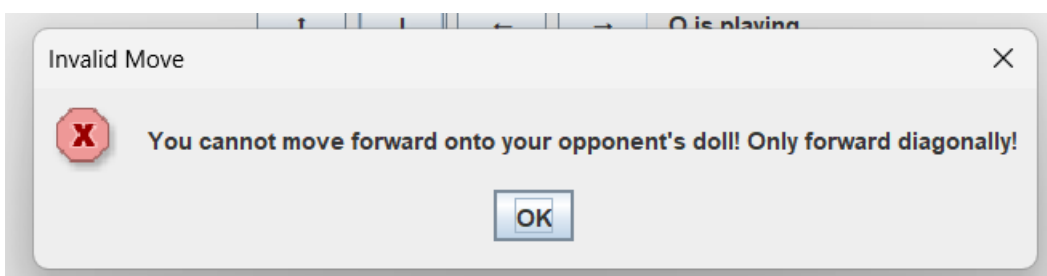 ↑ ↓ ← → O is playing
Invalid Move
X
You cannot move forward onto your opponent's doll! Only forward diagonally!
OK